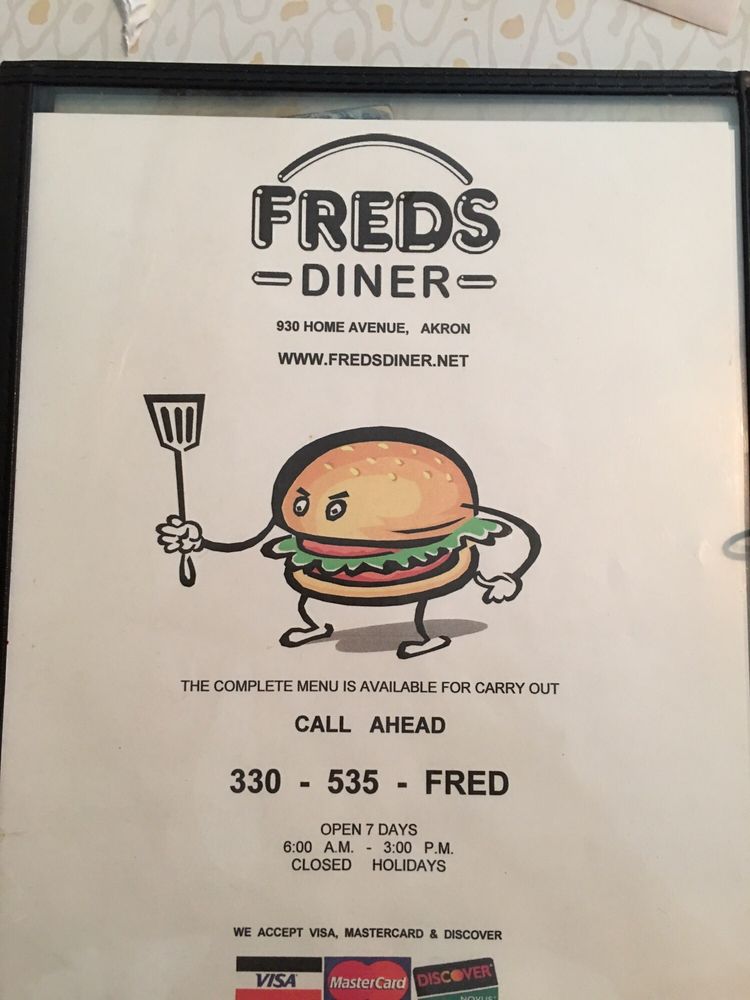 FREDS
DINER
930 HOME AVENUE, AKRON
WWW.FREDSDINER.NET
THE COMPLETE MENU IS AVAILABLE FOR CARRY OUT
CALL AHEAD
330 - 535 - FRED
OPEN 7 DAYS
6:00 A.M. - 3:00 P.M.
CLOSED HOLIDAYS
WE ACCEPT VISA, MASTERCARD & DISCOVER
VISA MasterCard DISCOVER
NOVUS